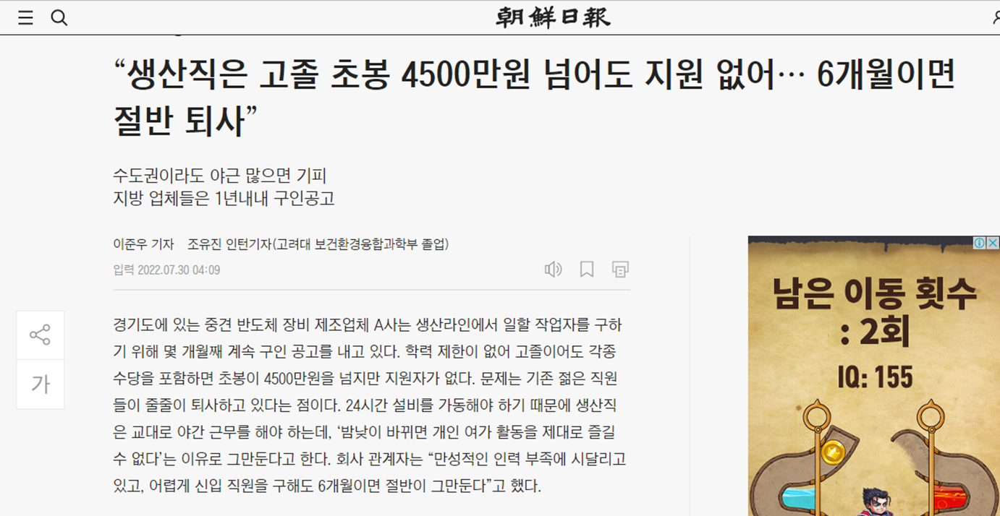 朝鮮日報
“생산직은 고졸 초봉 4500만원 넘어도 지원 없어… 6개월이면
절반 퇴사”
수도권이라도 야근 많으면 기피
지방 업체들은 1년내내 구인공고
이준우 기자 조유진 인턴기자(고려대 보건환경융합과학부 졸업)
입력 2022.07.30 04:09
가
경기도에 있는 중견 반도체 장비 제조업체 A사는 생산라인에서 일할 작업자를 구하
기 위해 몇 개월째 계속 구인 공고를 내고 있다. 학력 제한이 없어 고졸이어도 각종
수당을 포함하면 초봉이 4500만원을 넘지만 지원자가 없다. 문제는 기존 젊은 직원
들이 줄줄이 퇴사하고 있다는 점이다. 24시간 설비를 가동해야 하기 때문에 생산직
은 교대로 야간 근무를 해야 하는데, ‘밤낮이 바뀌면 개인 여가 활동을 제대로 즐길
수 없다’는 이유로 그만둔다고 한다. 회사 관계자는 “만성적인 인력 부족에 시달리고
있고, 어렵게 신입 직원을 구해도 6개월이면 절반이 그만둔다”고 했다.
남은 이동 횟수
: 2회
IQ: 155